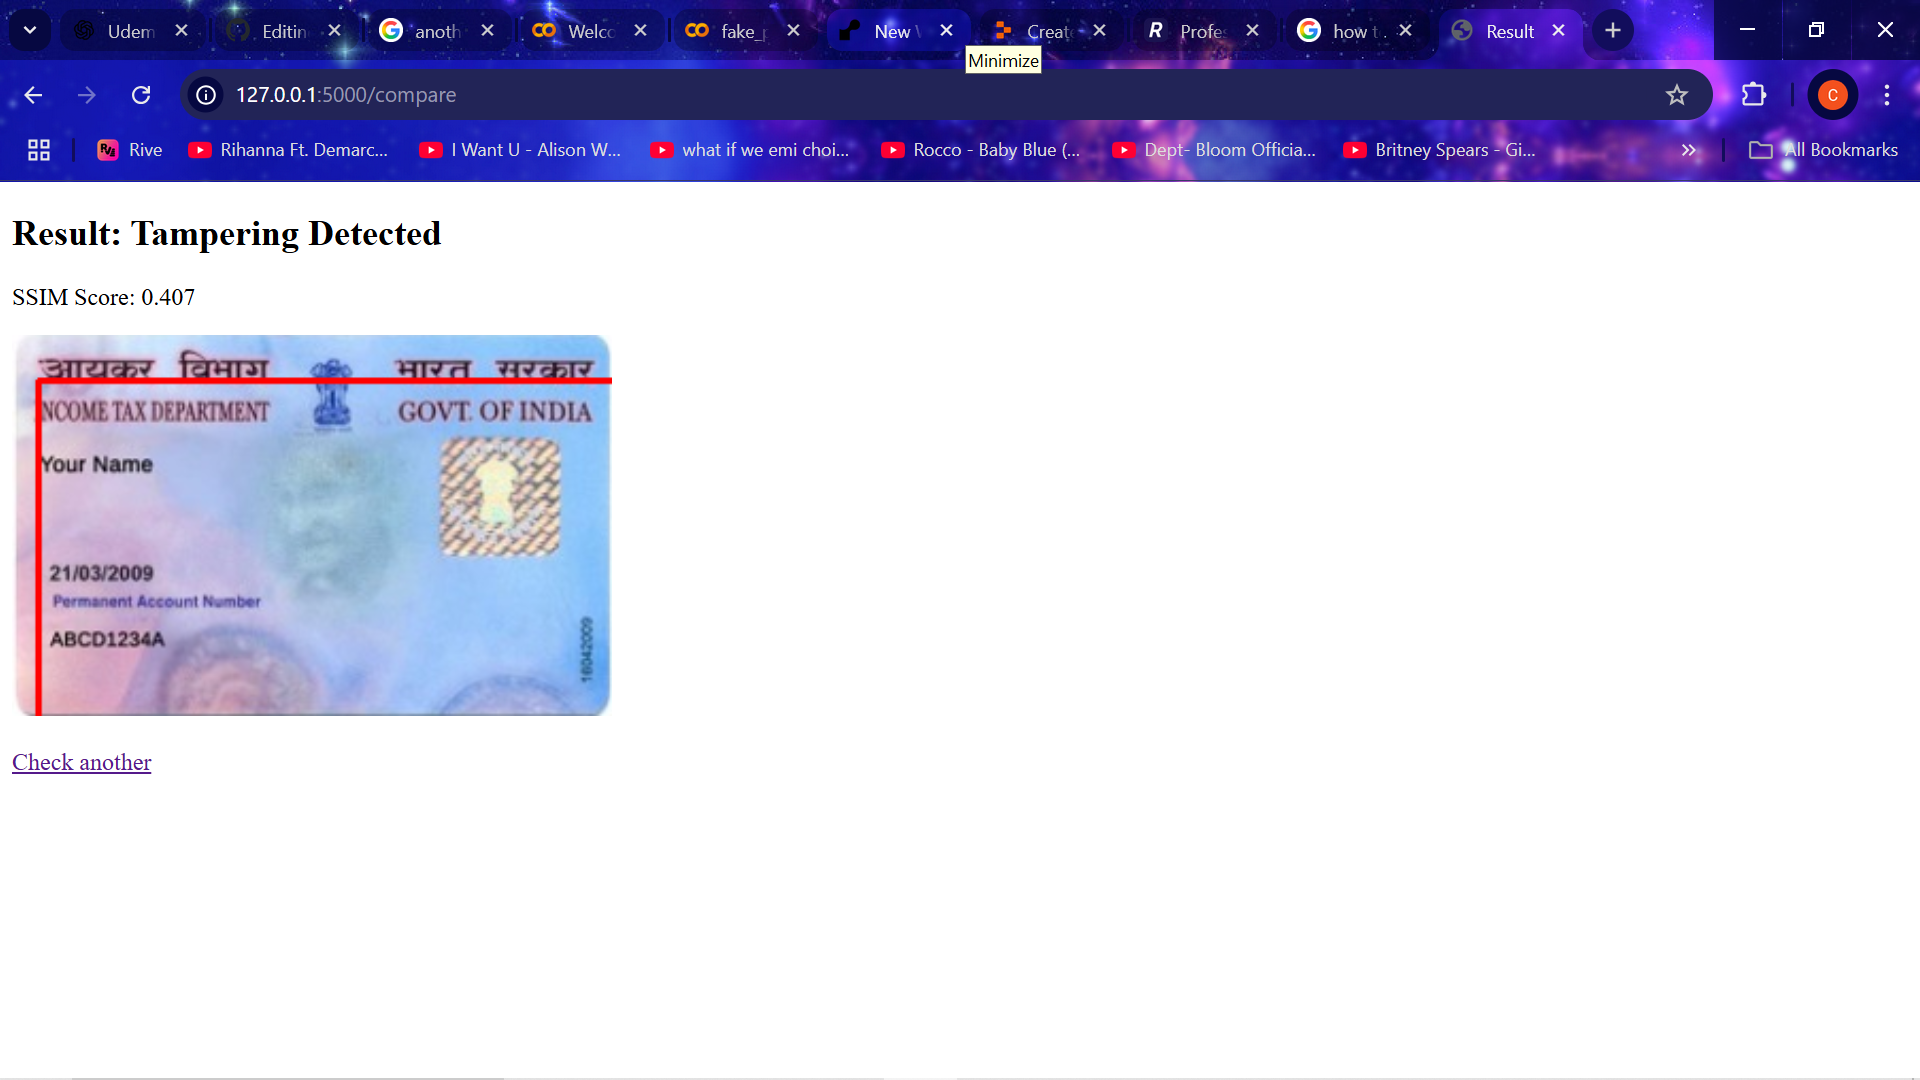 Udem
Editin
anoth
Welco
fake_p
New
Creat
Profes
how t
Result
Minimize
127.0.0.1:5000/compare
C
Rive
Rihanna Ft. Demarc...
I Want U - Alison W...
what if we emi choi...
Rocco - Baby Blue (...
Dept- Bloom Officia...
Britney Spears - Gi...
All Bookmarks
Result: Tampering Detected
SSIM Score: 0.407
आयकर विभाग भारत सरकार
NCOME TAX DEPARTMENT GOVT. OF INDIA
Your Name
21/03/2009
Permanent Account Number
ABCD1234A
16042009
Check another